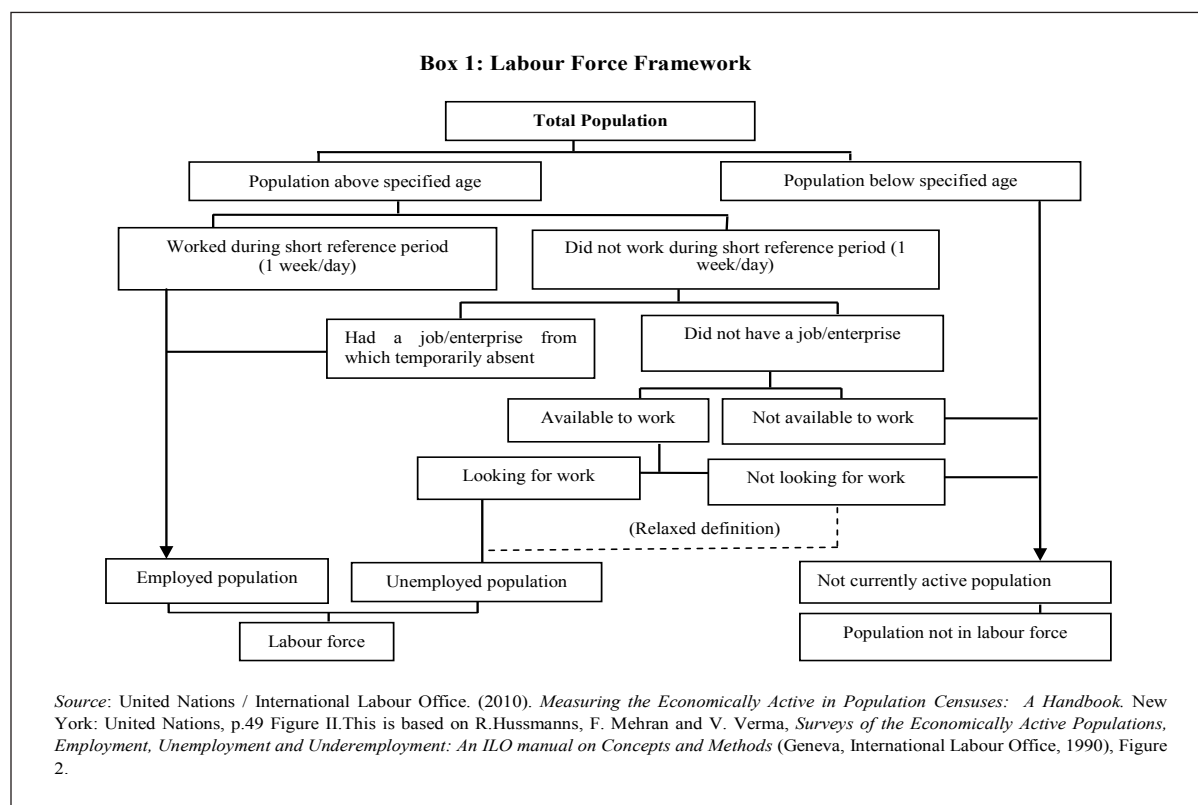 Box 1: Labour Force Framework
Total Population
Population above specified age
Population below specified age
Worked during short reference period
(1 week/day)
Did not work during short reference period (1
week/day)
Had a job/enterprise from
which temporarily absent
Did not have a job/enterprise
Available to work
Not available to work
Looking for work
Not looking for work
(Relaxed definition)
Employed population
Unemployed population
Not currently active population
Labour force
Population not in labour force
Source: United Nations / International Labour Office. (2010). Measuring the Economically Active in Population Censuses: A Handbook. New
York: United Nations, p.49 Figure II.This is based on R.Hussmanns, F. Mehran and V. Verma, Surveys of the Economically Active Populations,
Employment, Unemployment and Underemployment: An ILO manual on Concepts and Methods (Geneva, International Labour Office, 1990), Figure
2.